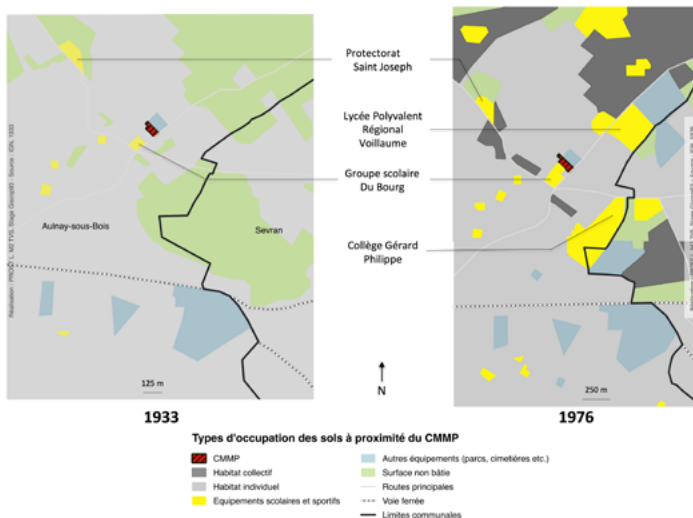 Protectorat
Saint Joseph
Lycée Polyvalent
Régional
Voillaume
Groupe scolaire
Du Bourg
Collège Gérard
Philippe
Aulnay-sous-Bois
Sevran
125 m
N
250 m
1933
1976
Types d'occupation des sols à proximité du CMMP
CMMP
Habitat collectif
Habitat individuel
Equipements scolaires et sportifs
Autres équipements (parcs, cimetières etc.)
Surface non bâtie
Routes principales
Voie ferrée
Limites communales